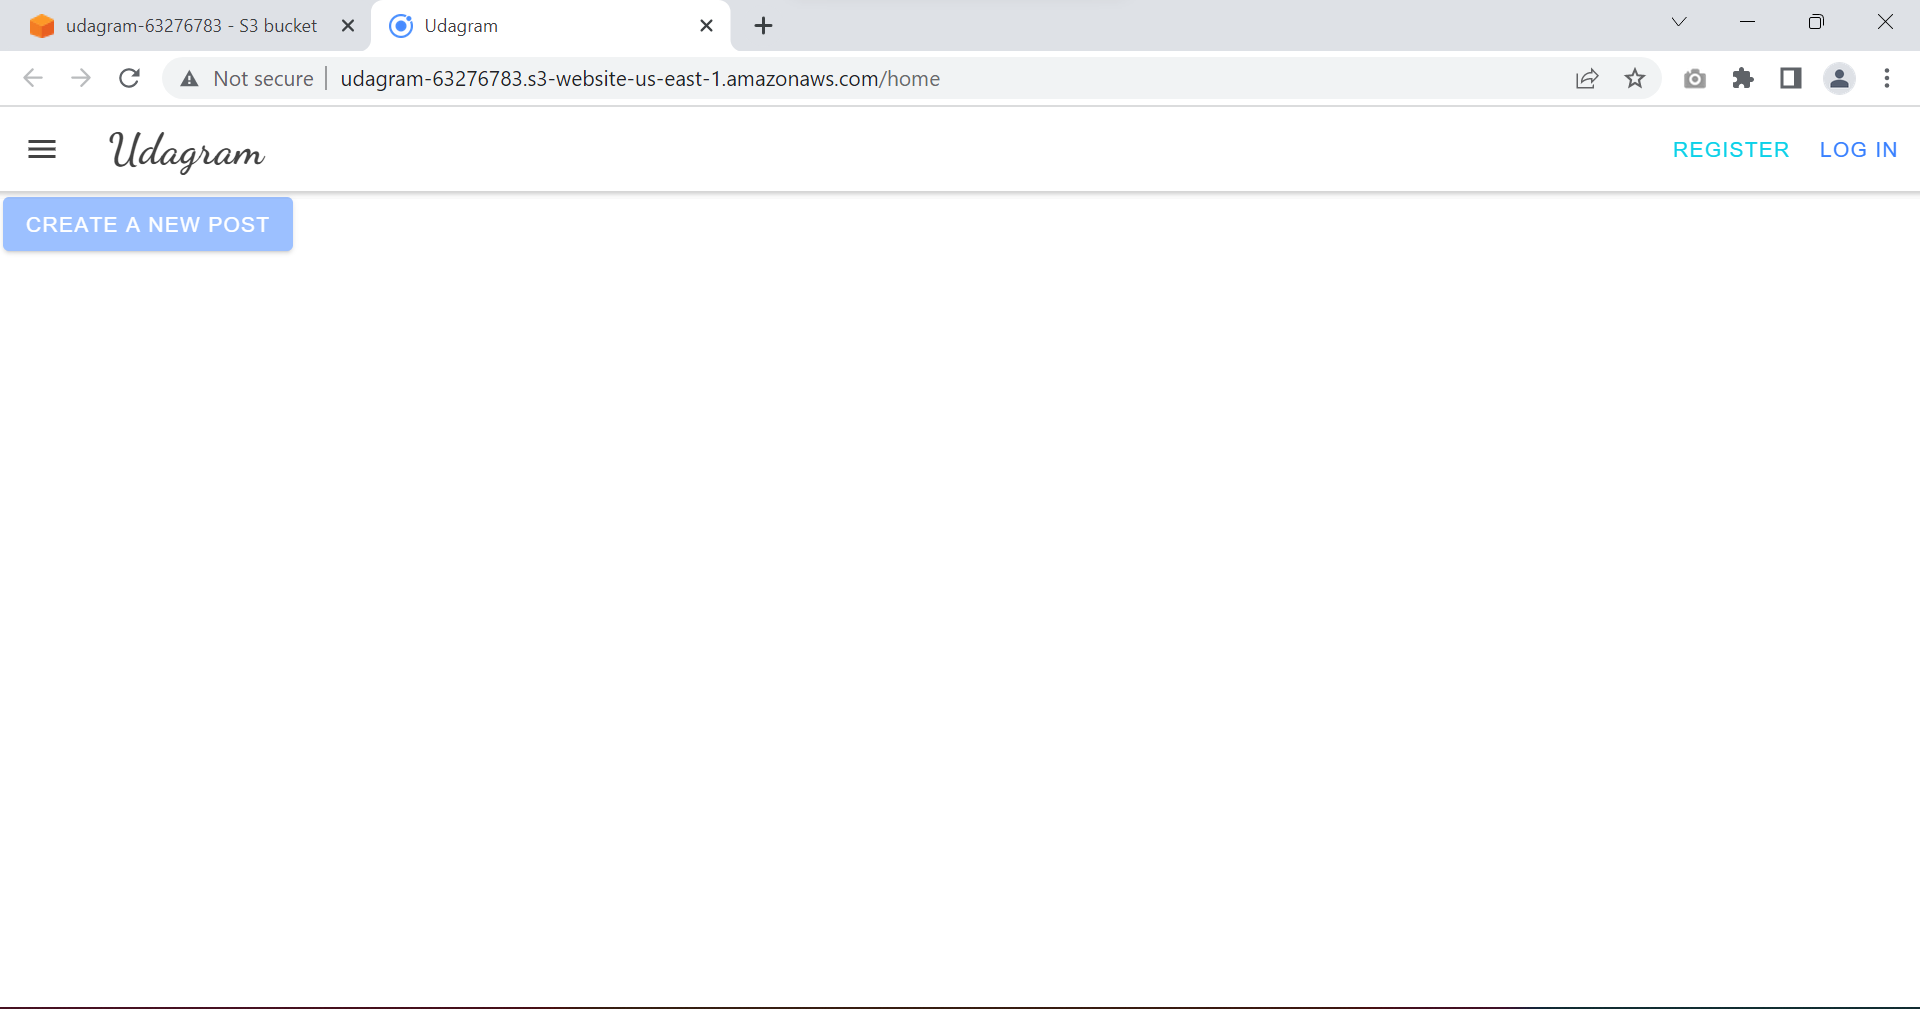 udagram-63276783 - S3 bucket
Udagram
Not secure
udagram-63276783.s3-website-us-east-1.amazonaws.com/home
Udagram
REGISTER
LOG IN
CREATE A NEW POST